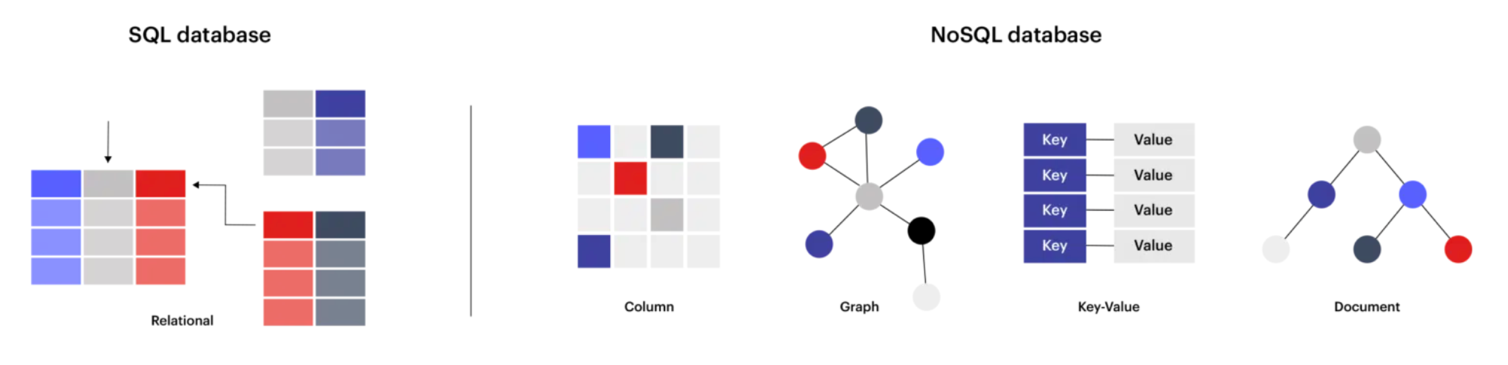 SQL database
Relational
NoSQL database
Column
Graph
Key Value
Key Value
Key Value
Key Value
Key-Value
Document